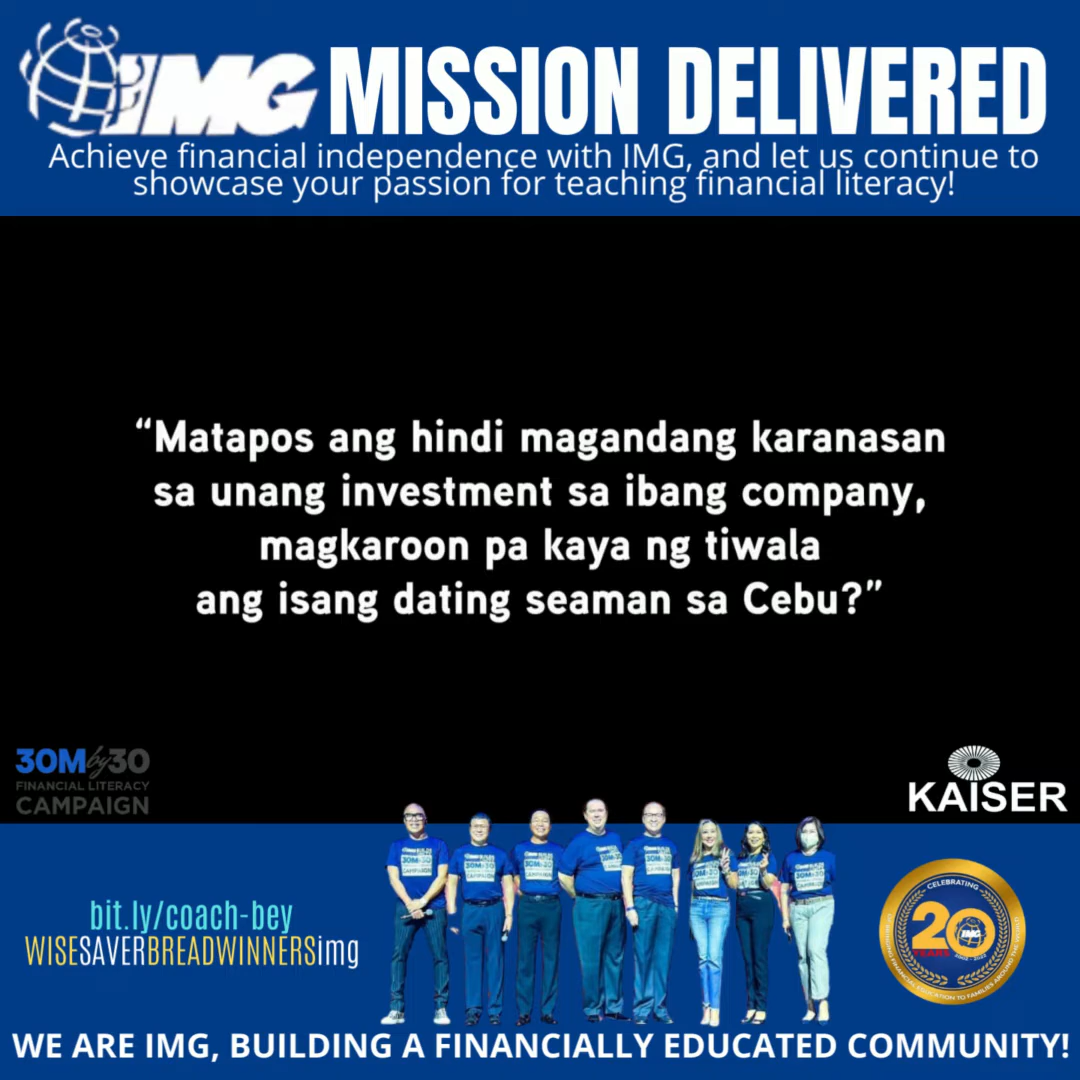 IMG MISSION DELIVERED
Achieve financial independence with IMG, and let us continue to
showcase your passion for teaching financial literacy!
“Matapos ang hindi magandang karanasan
sa unang investment sa ibang company,
magkaroon pa kaya ng tiwala
ang isang dating seaman sa Cebu?”
30M by 30
FINANCIAL LITERACY
CAMPAIGN
KAISER
bit.ly/coach-bey
WISESAVERBREADWINNERSimg
CELEBRATING
20
IMG
YEARS
2002 - 2022
WE ARE IMG, BUILDING A FINANCIALLY EDUCATED COMMUNITY!